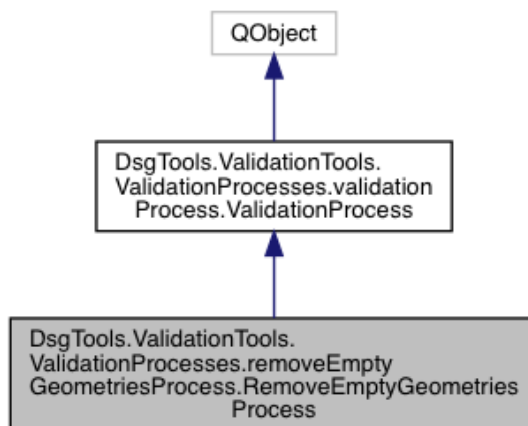 QObject
DsgTools.ValidationTools.
ValidationProcesses.validation
Process.ValidationProcess
DsgTools.ValidationTools.
ValidationProcesses.removeEmpty
GeometriesProcess.RemoveEmptyGeometries
Process